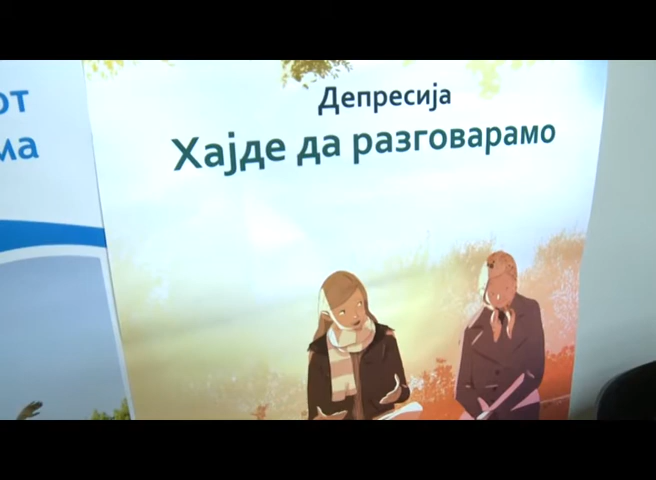 Депресија
Хајде да разговарамо